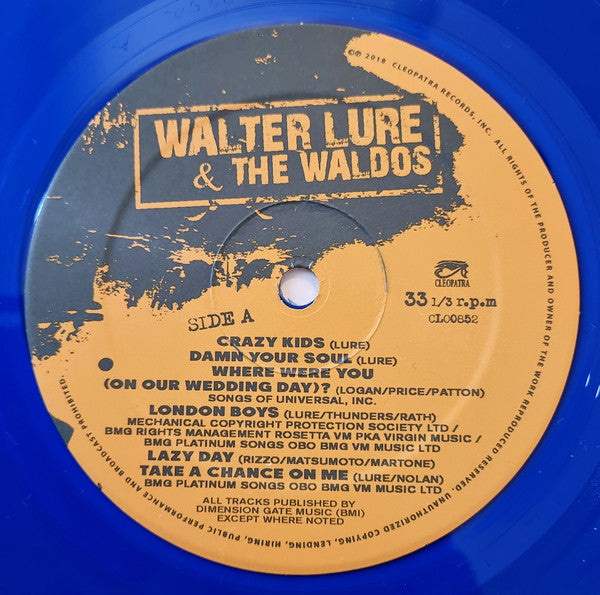 ℗© 2018 CLEOPATRA RECORDS, INC. ALL RIGHTS OF THE PRODUCER AND OWNER OF THE WORK REPRODUCED RESERVED. UNAUTHORIZED COPYING, LENDING, HIRING, PUBLIC PERFORMANCE AND BROADCAST PROHIBITED.
WALTER LURE
& THE WALDOS
CLEOPATRA
33 1/3 r.p.m
CLO0852
SIDE A
CRAZY KIDS (LURE)
DAMN YOUR SOUL (LURE)
WHERE WERE YOU
(ON OUR WEDDING DAY)? (LOGAN/PRICE/PATTON)
SONGS OF UNIVERSAL, INC.
LONDON BOYS (LURE/THUNDERS/RATH)
MECHANICAL COPYRIGHT PROTECTION SOCIETY LTD /
BMG RIGHTS MANAGEMENT ROSETTA VM PKA VIRGIN MUSIC /
BMG PLATINUM SONGS OBO BMG VM MUSIC LTD
LAZY DAY (RIZZO/MATSUMOTO/MARTONE)
TAKE A CHANCE ON ME (LURE/NOLAN)
BMG PLATINUM SONGS OBO BMG VM MUSIC LTD
ALL TRACKS PUBLISHED BY
DIMENSION GATE MUSIC (BMI)
EXCEPT WHERE NOTED